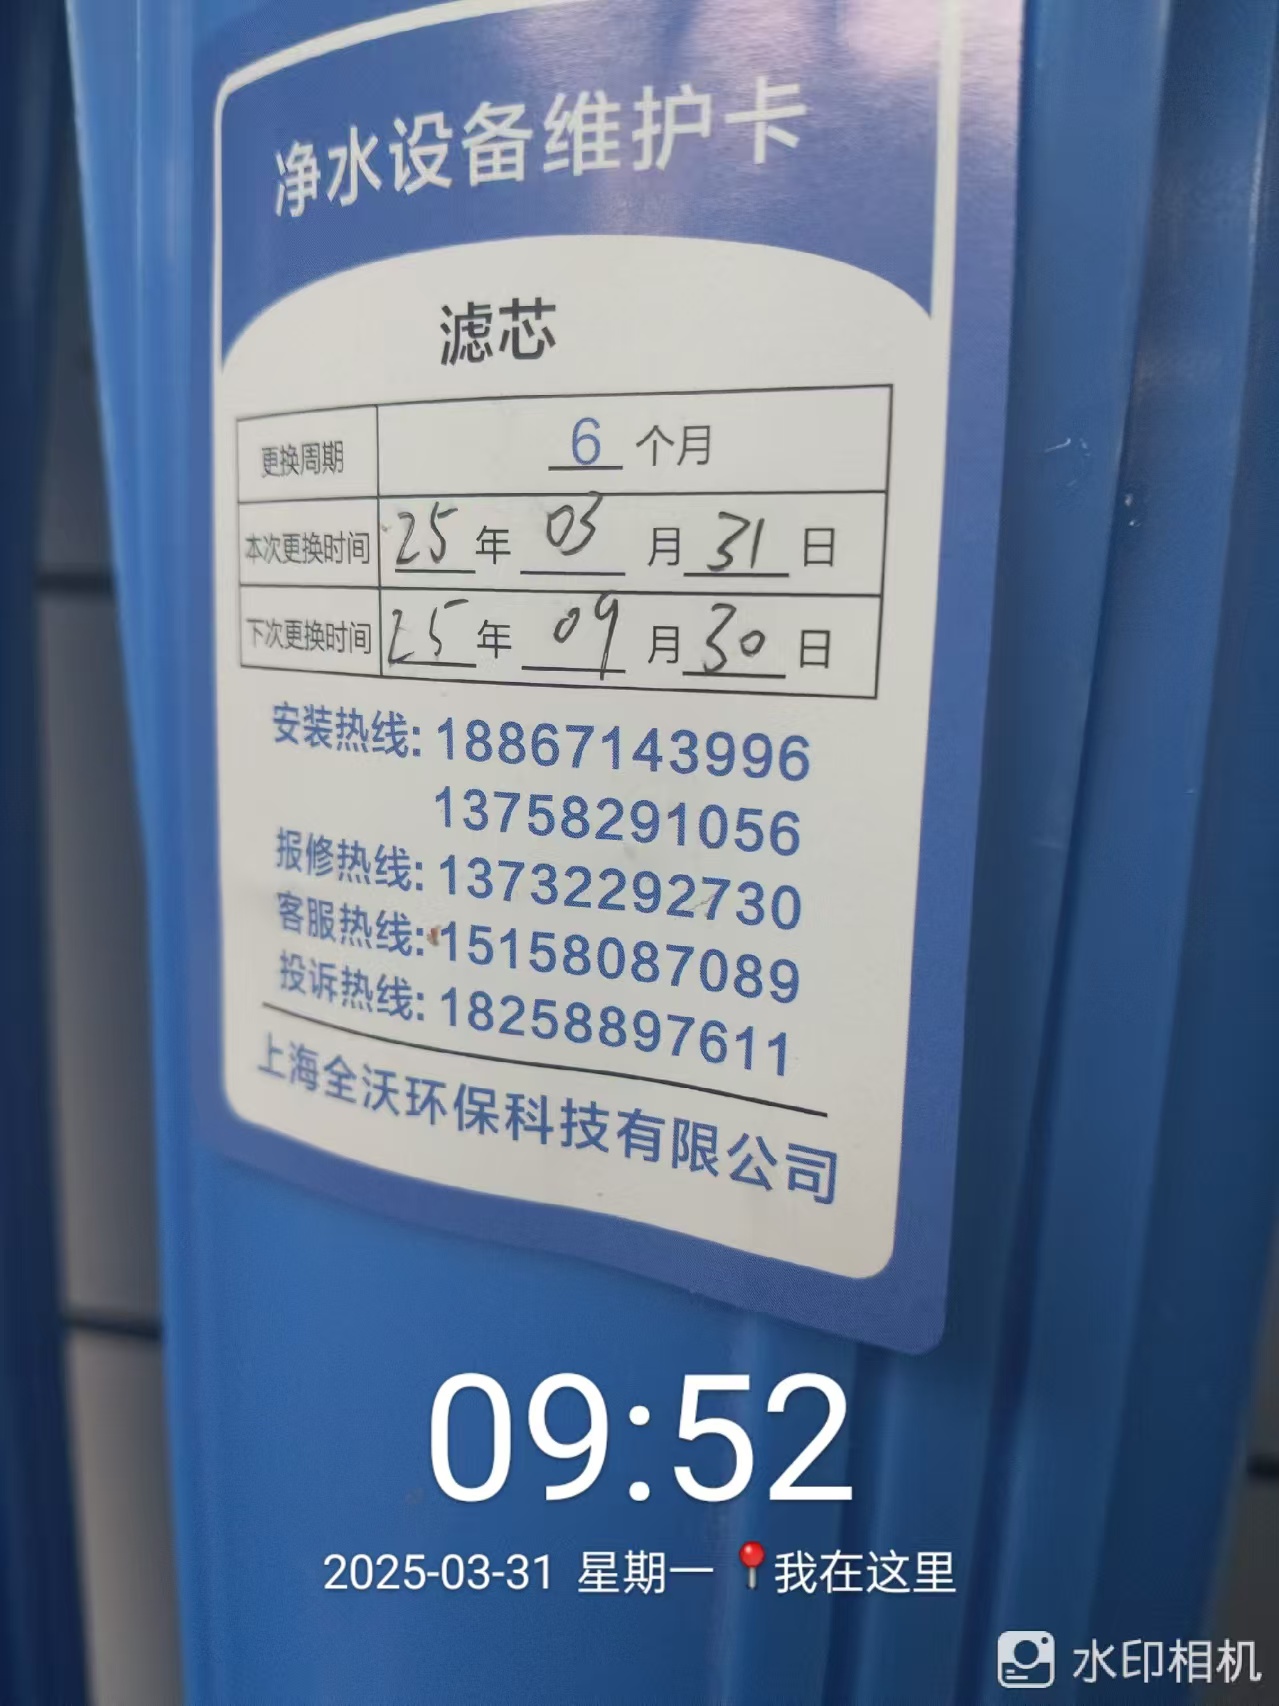 净水设备维护卡
滤芯
更换周期 6 个月
本次更换时间 25 年 03 月 31 日
下次更换时间 25 年 09 月 30 日
安装热线: 18867143996
13758291056
报修热线: 13732292730
客服热线: 15158087089
投诉热线: 18258897611
上海全沃环保科技有限公司
09:52
2025-03-31 星期一 📍我在这里
水印相机